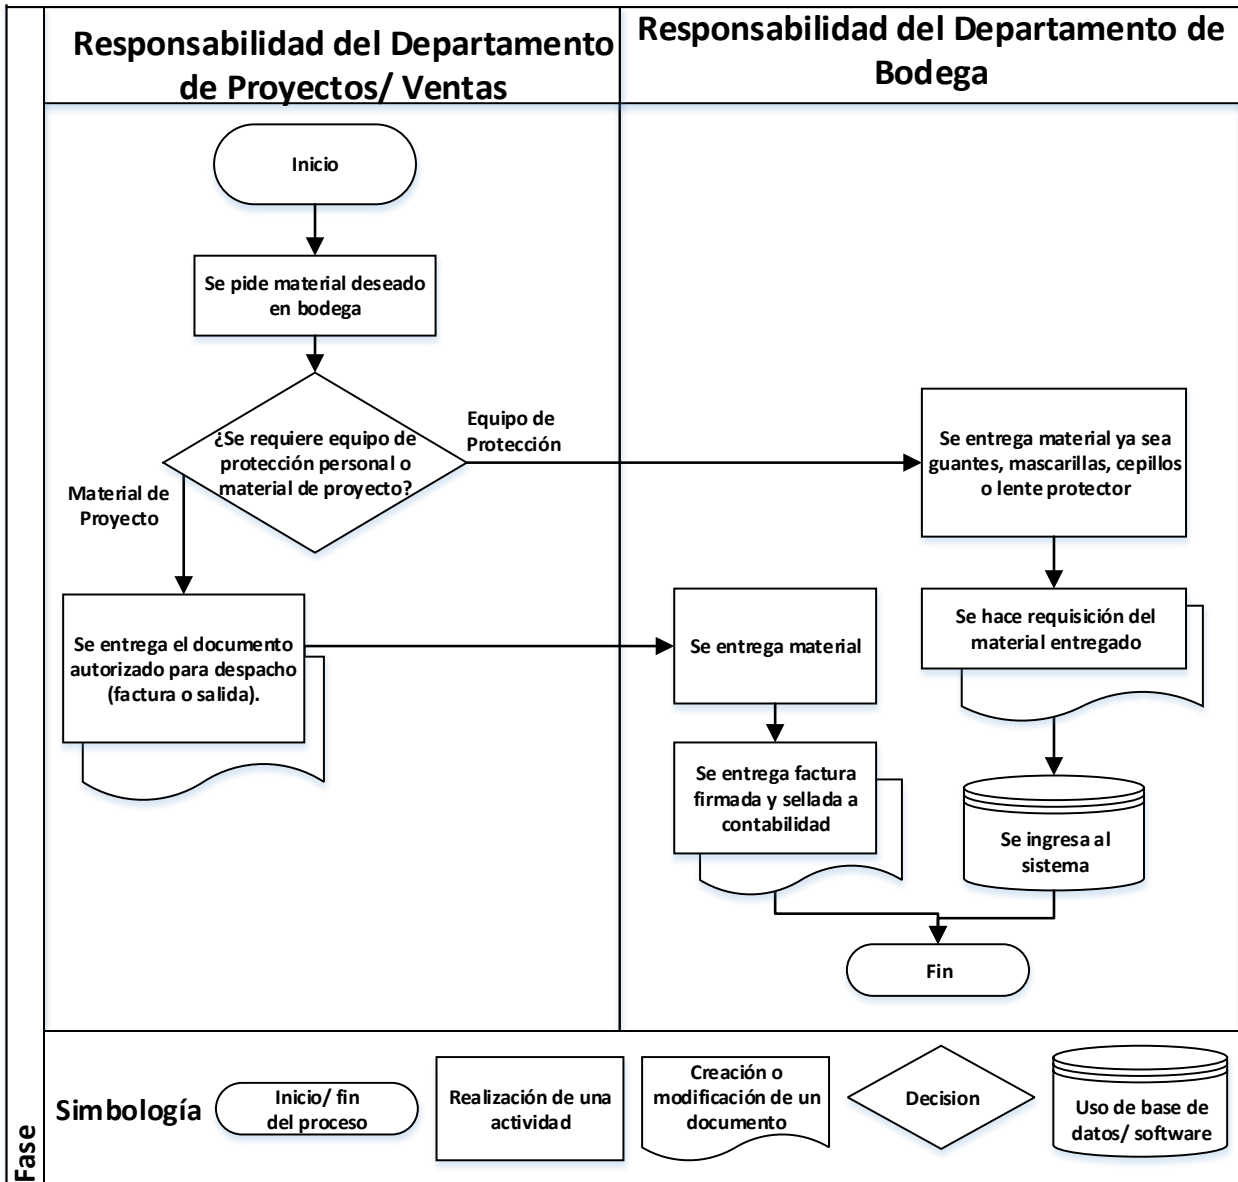 Responsabilidad del Departamento
de Proyectos/ Ventas
Responsabilidad del Departamento de
Bodega
Inicio
Se pide material deseado
en bodega
¿Se requiere equipo de
protección personal o
material de proyecto?
Equipo de
Protección
Material de
Proyecto
Se entrega material ya sea
guantes, mascarillas, cepillos
o lente protector
Se entrega el documento
autorizado para despacho
(factura o salida).
Se entrega material
Se hace requisición del
material entregado
Se entrega factura
firmada y sellada a
contabilidad
Se ingresa al
sistema
Fin
Simbología
Inicio/ fin
del proceso
Realización de una
actividad
Creación o
modificación de un
documento
Decision
Uso de base de
datos/ software
Fase